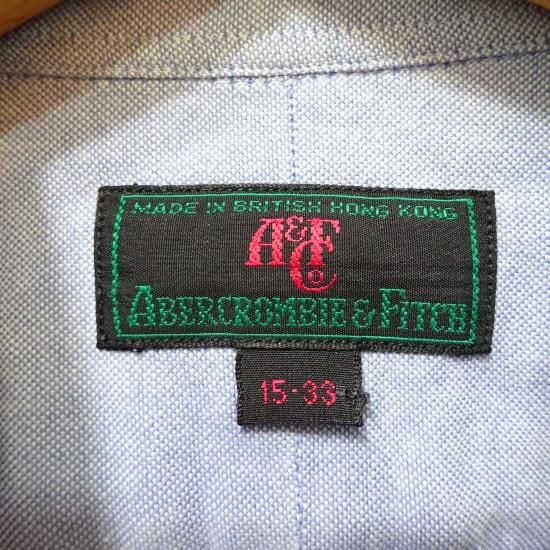 MADE IN BRITISH HONG KONG
A&F
Co
ABERCROMBIE & FITCH
15-33